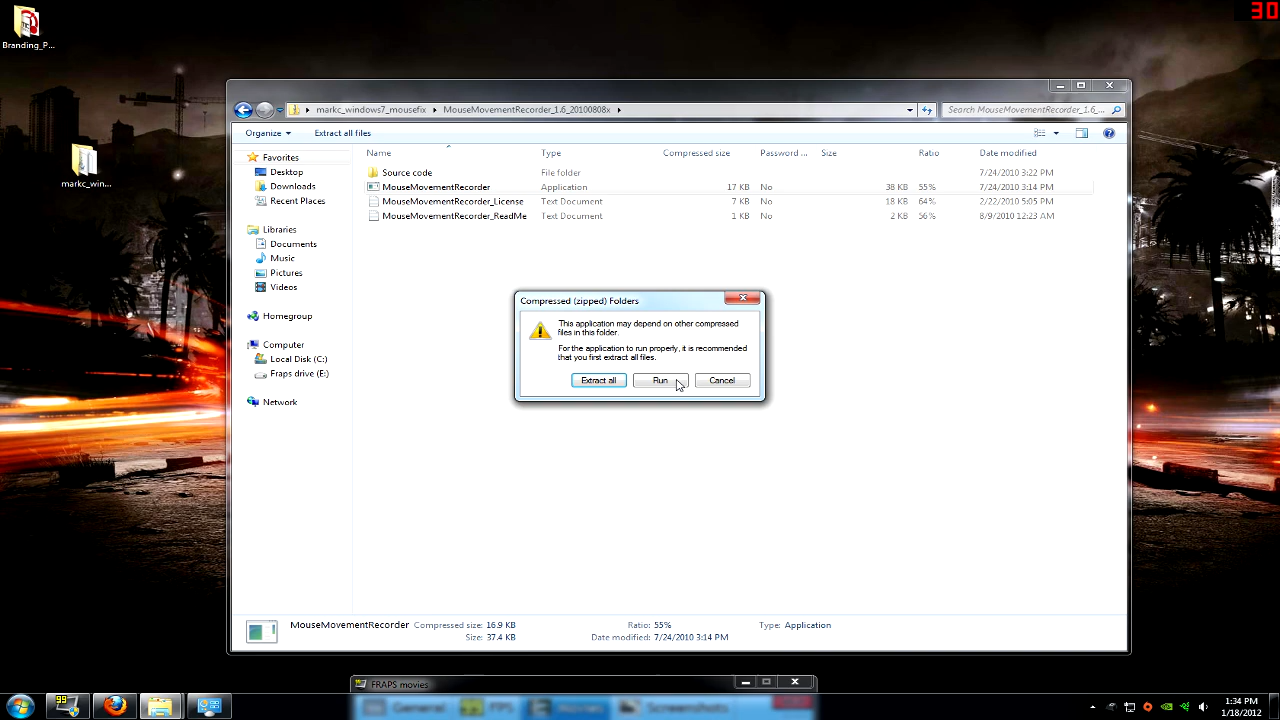 30
Branding_P...
markc_win...
markc_windows7_mousefix
MouseMovementRecorder_1.6_20100808x
Search MouseMovementRecorder_1.6_...
Organize
Extract all files
Name
Type
Compressed size
Password ...
Size
Ratio
Date modified
Favorites
Desktop
Downloads
Recent Places
Libraries
Documents
Music
Pictures
Videos
Homegroup
Computer
Local Disk (C:)
Fraps drive (E:)
Network
Source code File folder 7/24/2010 3:22 PM
MouseMovementRecorder Application 17 KB No 38 KB 55% 7/24/2010 3:14 PM
MouseMovementRecorder_License Text Document 7 KB No 18 KB 64% 2/22/2010 5:05 PM
MouseMovementRecorder_ReadMe Text Document 1 KB No 2 KB 56% 8/9/2010 12:23 AM
Compressed (zipped) Folders
This application may depend on other compressed
files in this folder.
For the application to run properly, it is recommended
that you first extract all files.
Extract all
Run
Cancel
MouseMovementRecorder Compressed size: 16.9 KB Ratio: 55% Type: Application
Size: 37.4 KB Date modified: 7/24/2010 3:14 PM
FRAPS movies
General
FPS
Movies
Screenshots
99
1:34 PM
1/18/2012